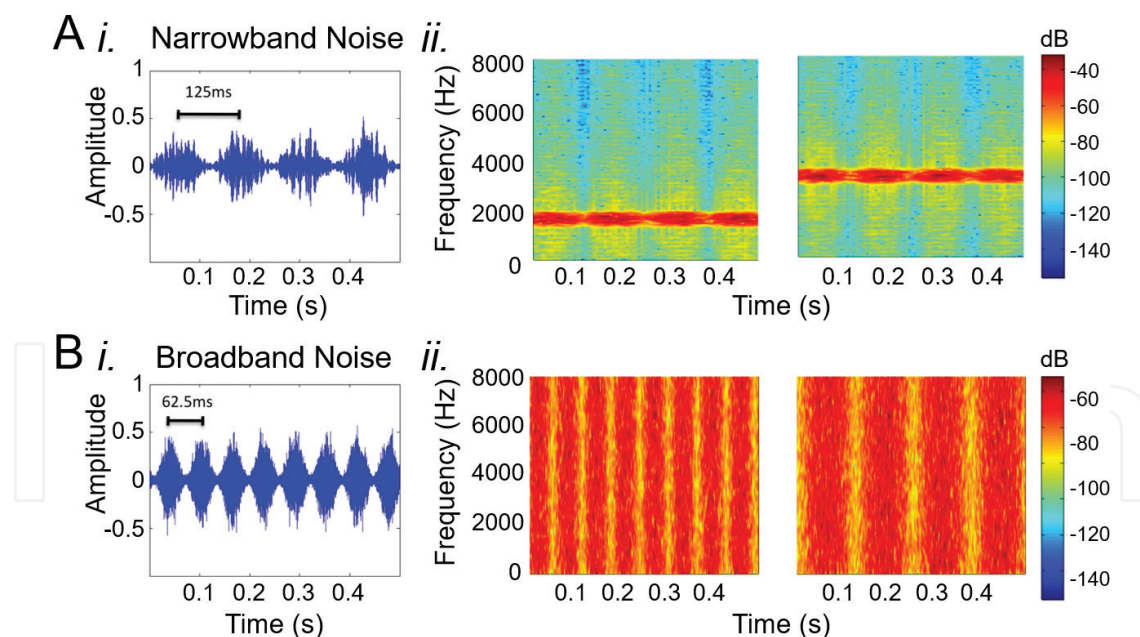 A i. Narrowband Noise ii. dB
1
0.5
0
-0.5
Amplitude
125ms
0.1 0.2 0.3 0.4
Time (s)
Frequency (Hz)
8000
6000
4000
2000
0
0.1 0.2 0.3 0.4
0.1 0.2 0.3 0.4
Time (s)
-40
-60
-80
-100
-120
-140
B i. Broadband Noise ii. dB
1
0.5
0
-0.5
Amplitude
62.5ms
0.1 0.2 0.3 0.4
Time (s)
Frequency (Hz)
8000
6000
4000
2000
0
0.1 0.2 0.3 0.4
0.1 0.2 0.3 0.4
Time (s)
-60
-80
-100
-120
-140